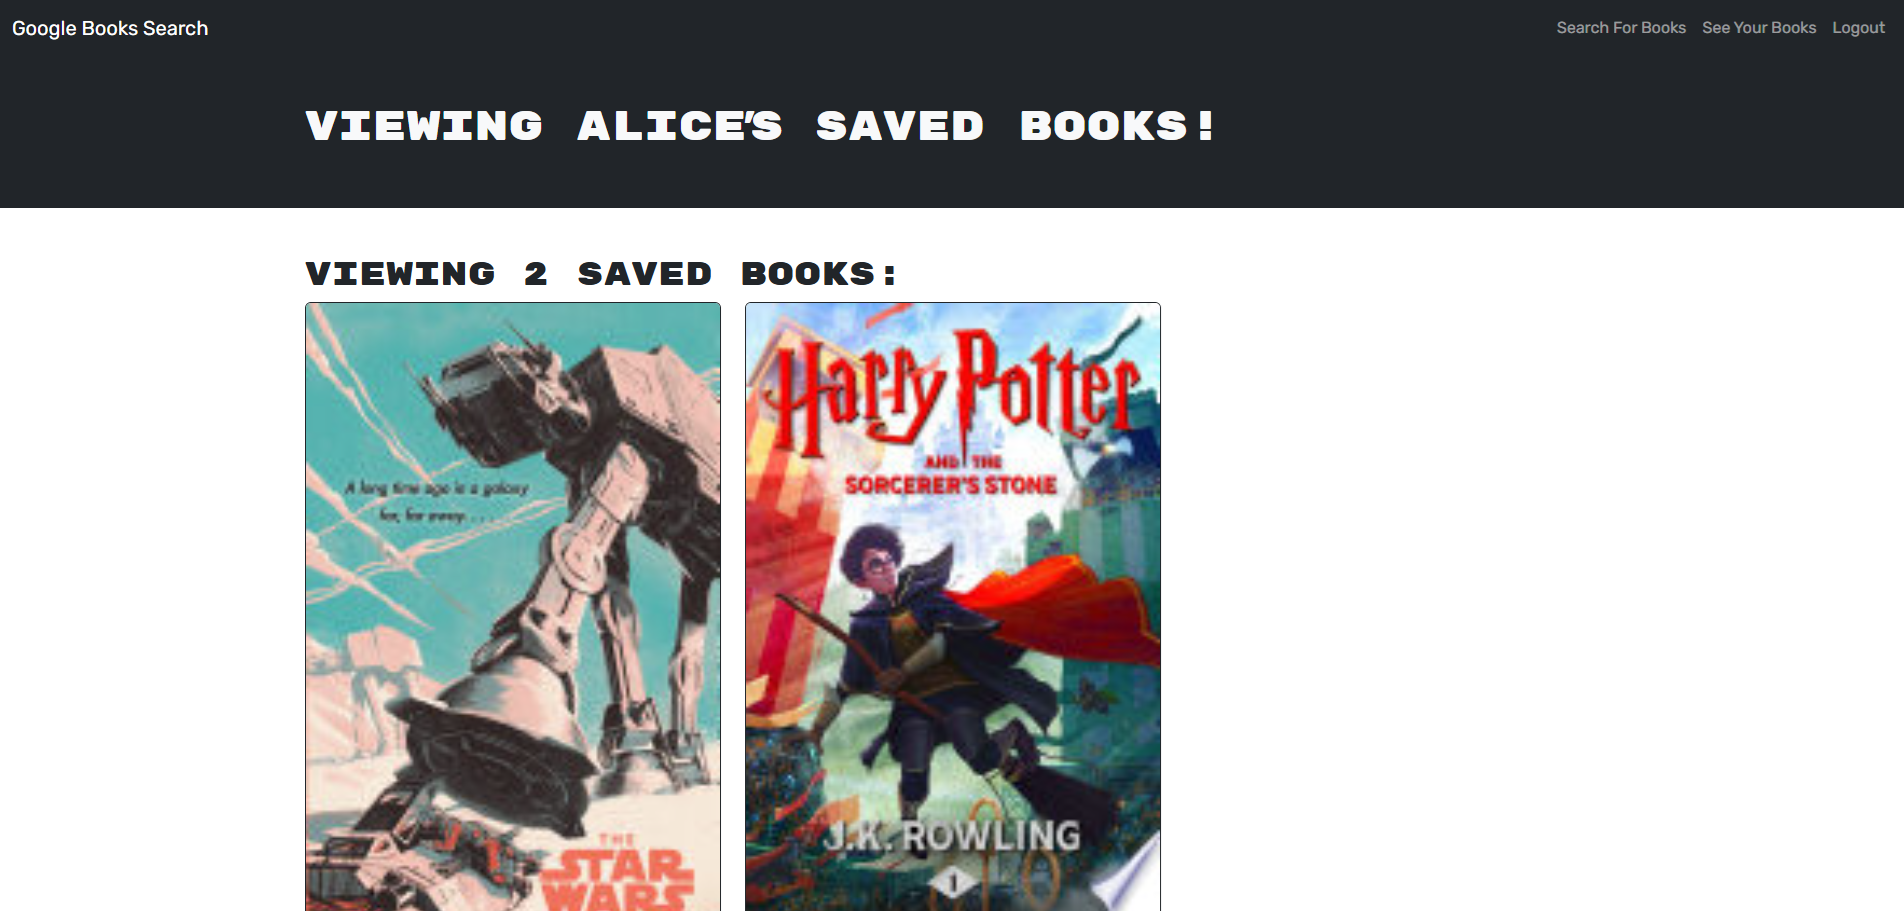 Google Books Search
Search For Books
See Your Books
Logout
VIEWING ALICE'S SAVED BOOKS!
VIEWING 2 SAVED BOOKS:
A long time ago in a galaxy
far, far away. . . .
THE
STAR
WARS
Harry Potter
AND THE
SORCERER'S STONE
J.K. ROWLING
1